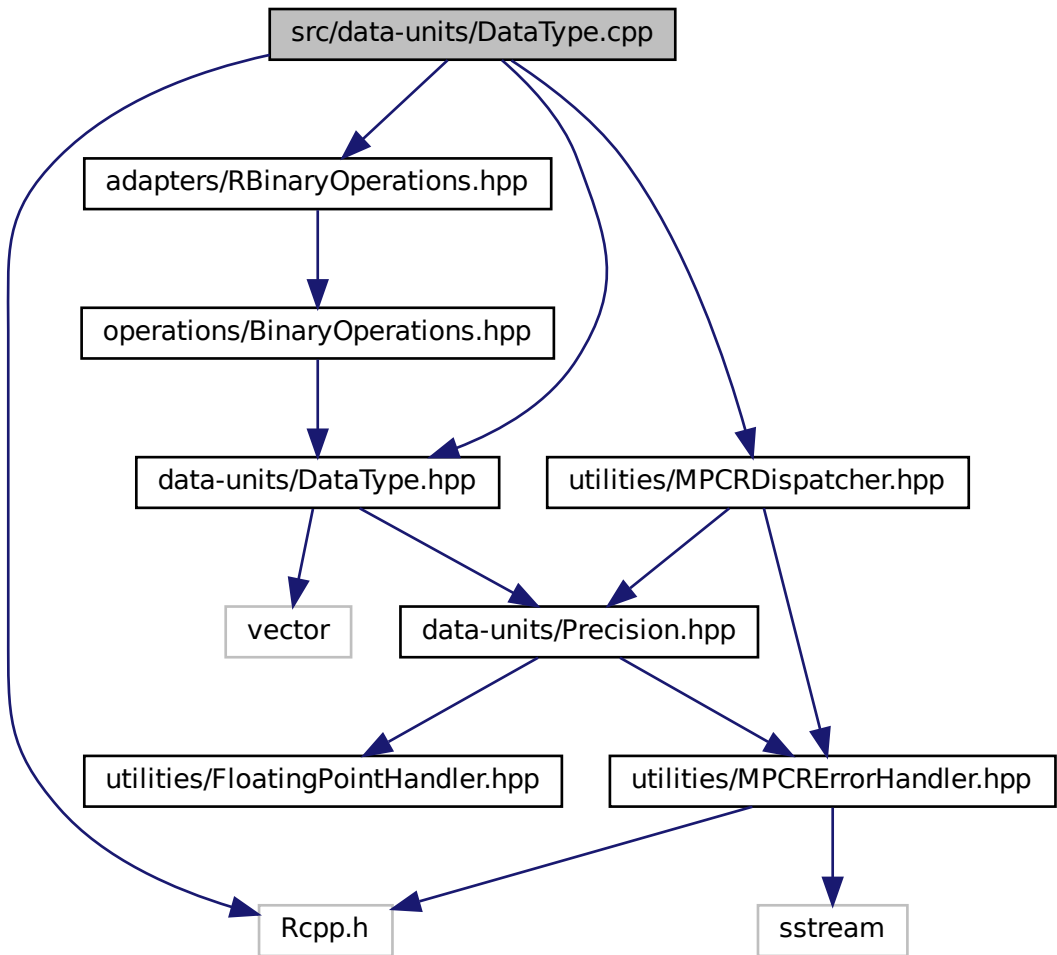 src/data-units/DataType.cpp
adapters/RBinaryOperations.hpp
operations/BinaryOperations.hpp
data-units/DataType.hpp
utilities/MPCRDispatcher.hpp
vector
data-units/Precision.hpp
utilities/FloatingPointHandler.hpp
utilities/MPCRErrorHandler.hpp
Rcpp.h
sstream